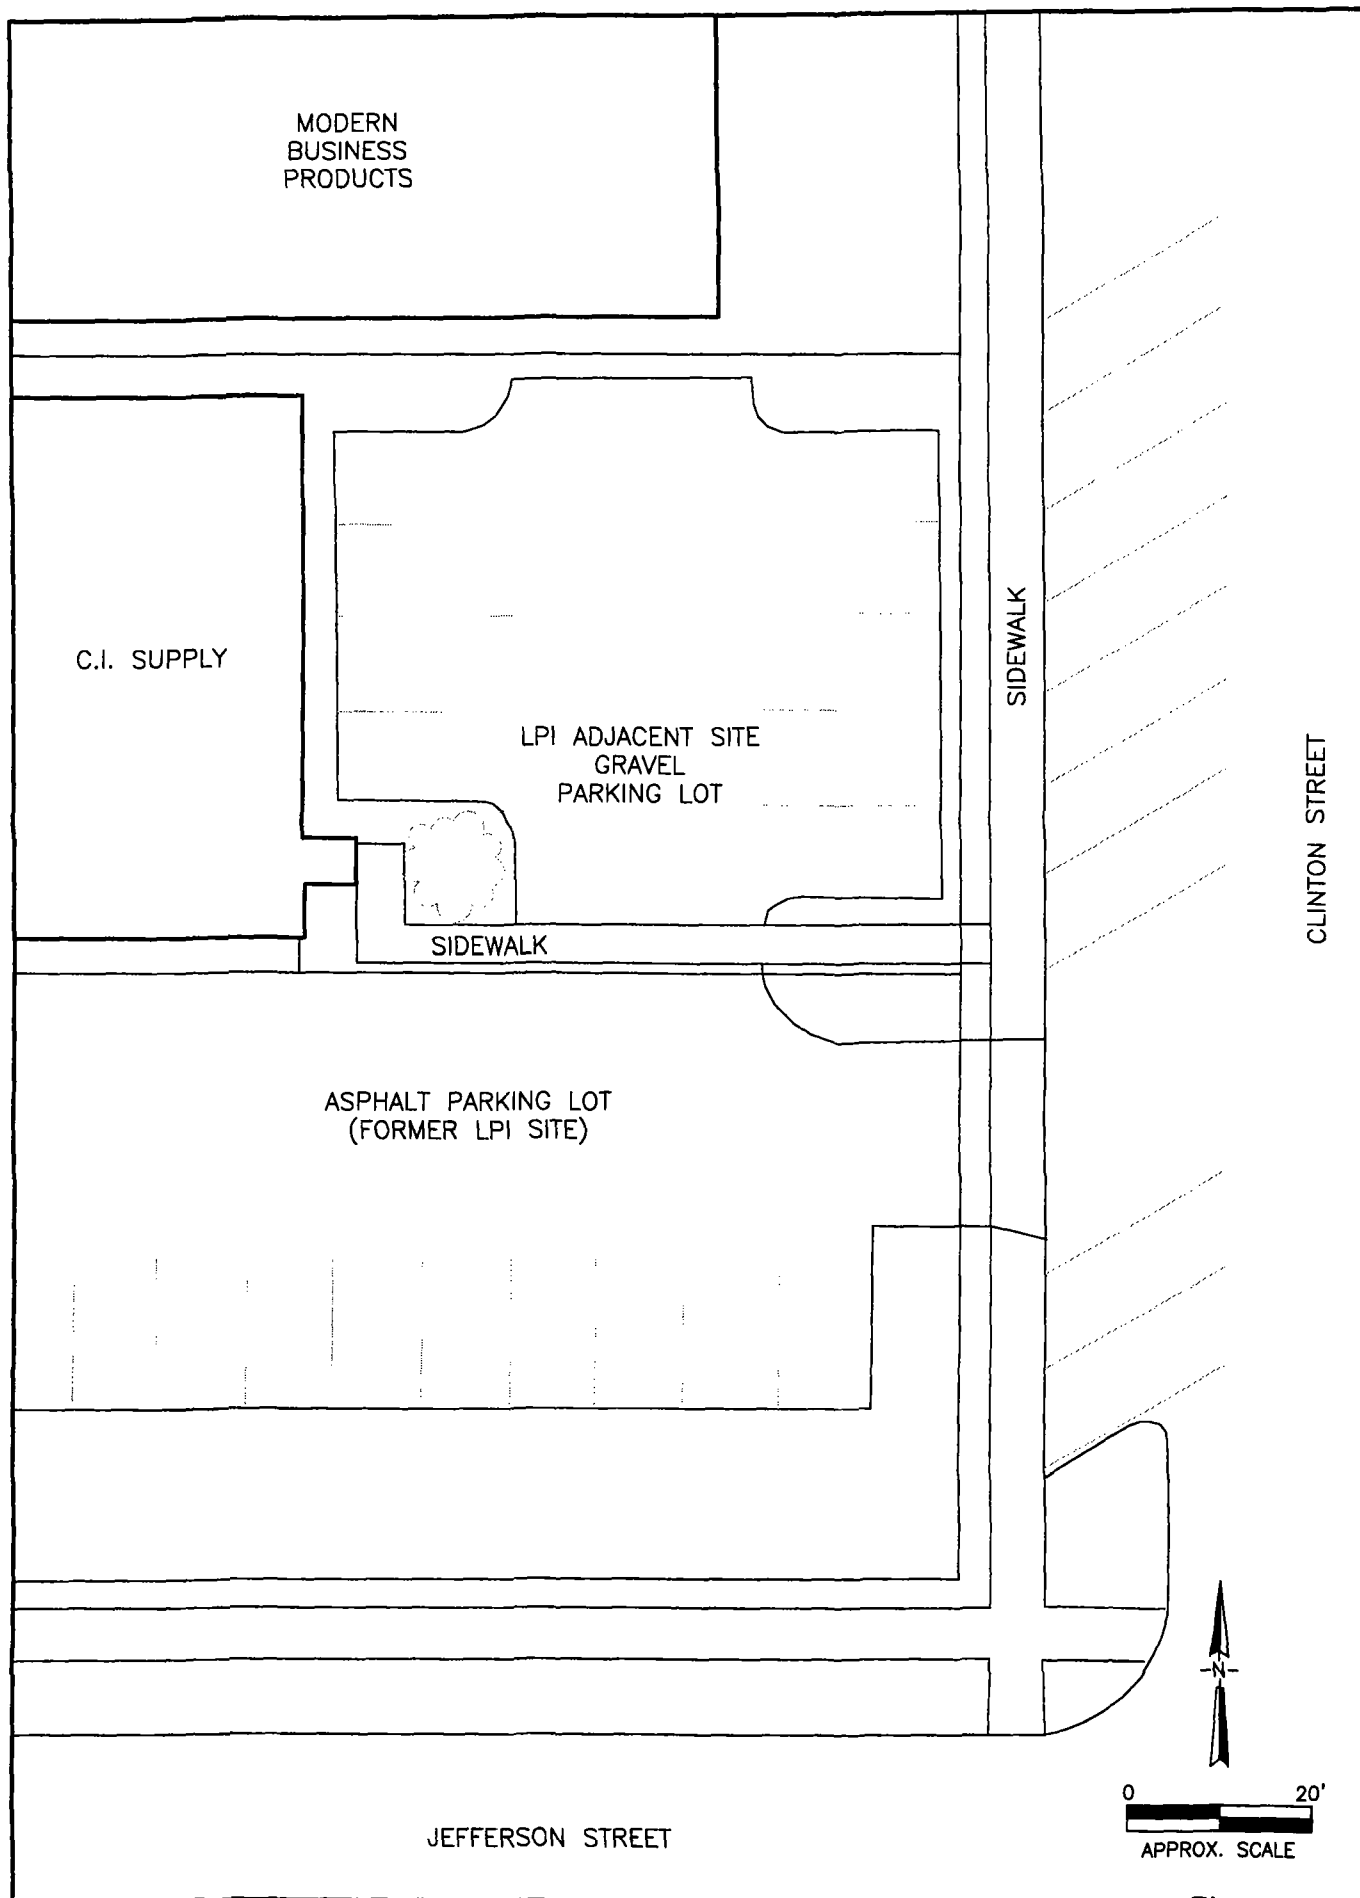 MODERN
BUSINESS
PRODUCTS
C.I. SUPPLY
SIDEWALK
LPI ADJACENT SITE
GRAVEL
PARKING LOT
CLINTON STREET
SIDEWALK
ASPHALT PARKING LOT
(FORMER LPI SITE)
N
0 20'
APPROX. SCALE
JEFFERSON STREET